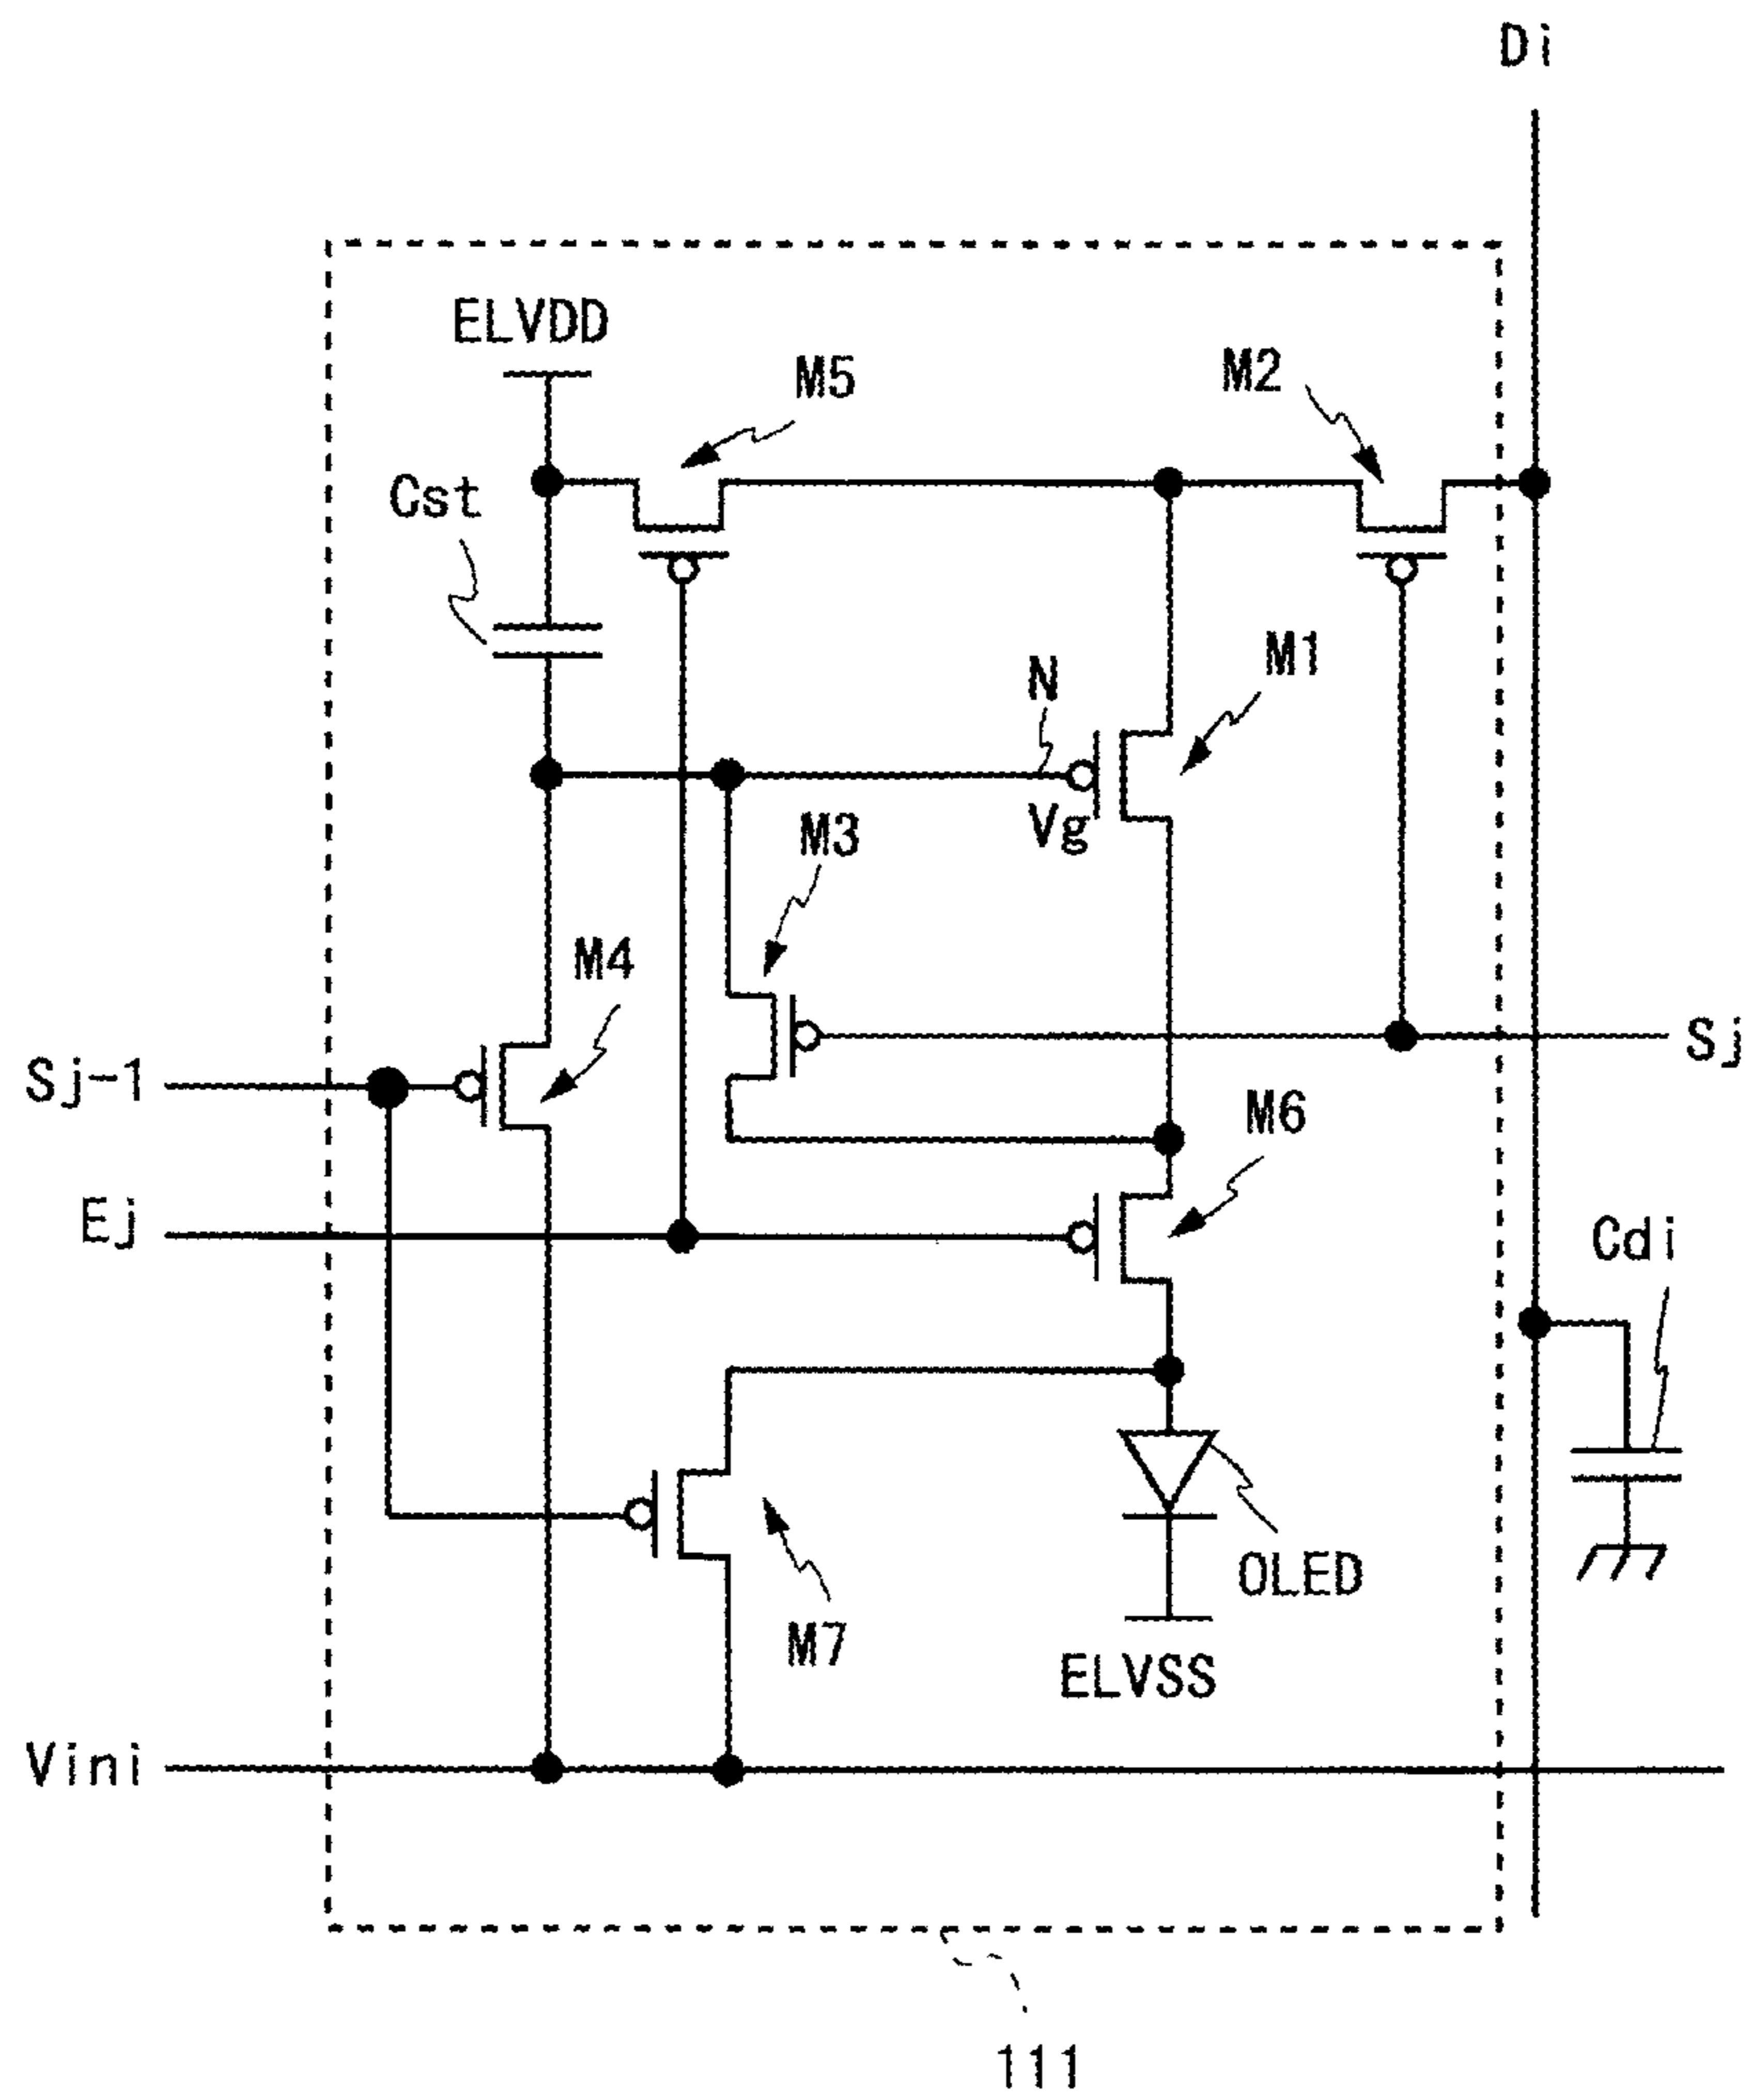 Di
ELVDD
M5
M2
Cst
N
M1
Vg
M3
M4
Sj-1
Sj
M6
Ej
Cdi
OLED
M7
ELVSS
Vini
111